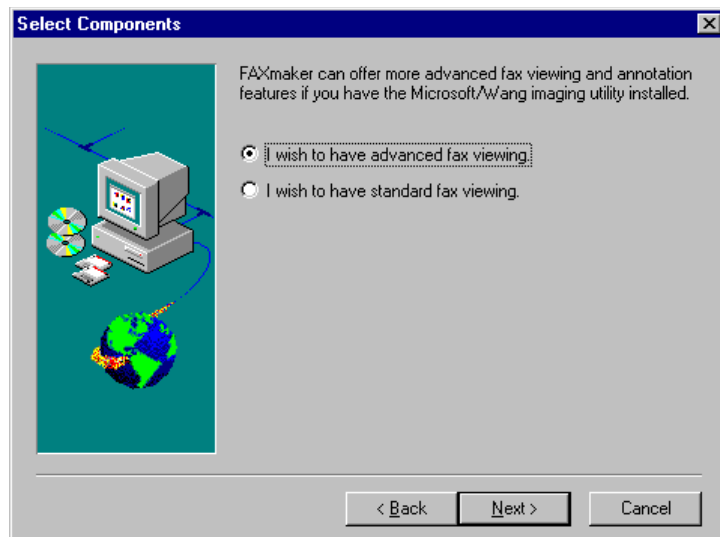 Select Components
FAXmaker can offer more advanced fax viewing and annotation
features if you have the Microsoft/Wang imaging utility installed.
I wish to have advanced fax viewing.
I wish to have standard fax viewing.
< Back
Next >
Cancel